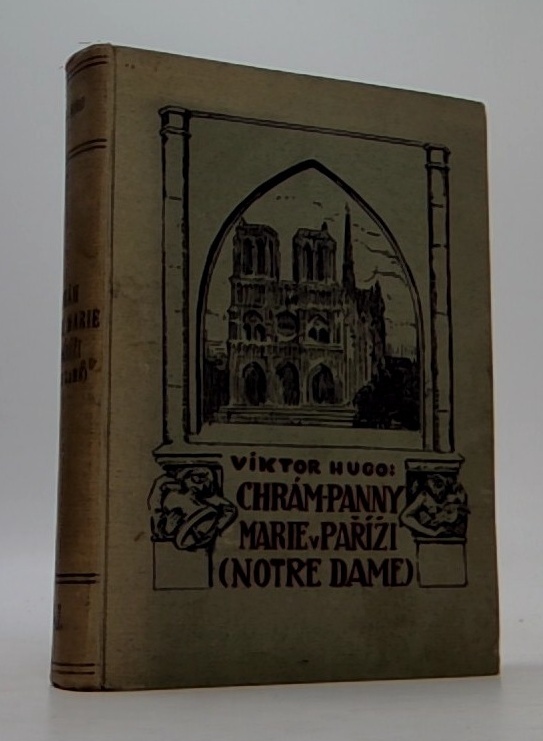 VÍKTOR HUGO:
CHRÁM·PANNY
MARIE v PAŘÍŽI
(NOTRE DAME)